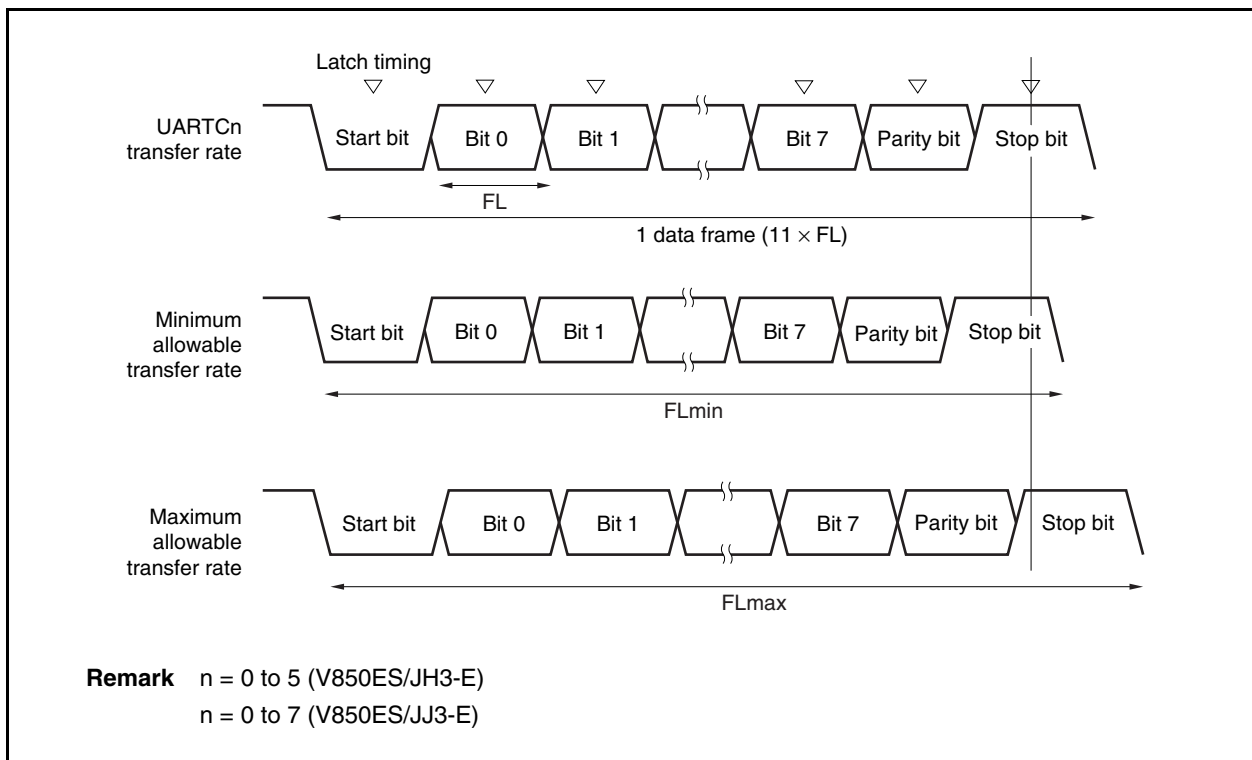 Latch timing
UARTCn
transfer rate
Start bit
Bit 0
Bit 1
Bit 7
Parity bit
Stop bit
FL
1 data frame (11 × FL)
Minimum
allowable
transfer rate
Start bit
Bit 0
Bit 1
Bit 7
Parity bit
Stop bit
FLmin
Maximum
allowable
transfer rate
Start bit
Bit 0
Bit 1
Bit 7
Parity bit
Stop bit
FLmax
Remark n = 0 to 5 (V850ES/JH3-E)
n = 0 to 7 (V850ES/JJ3-E)